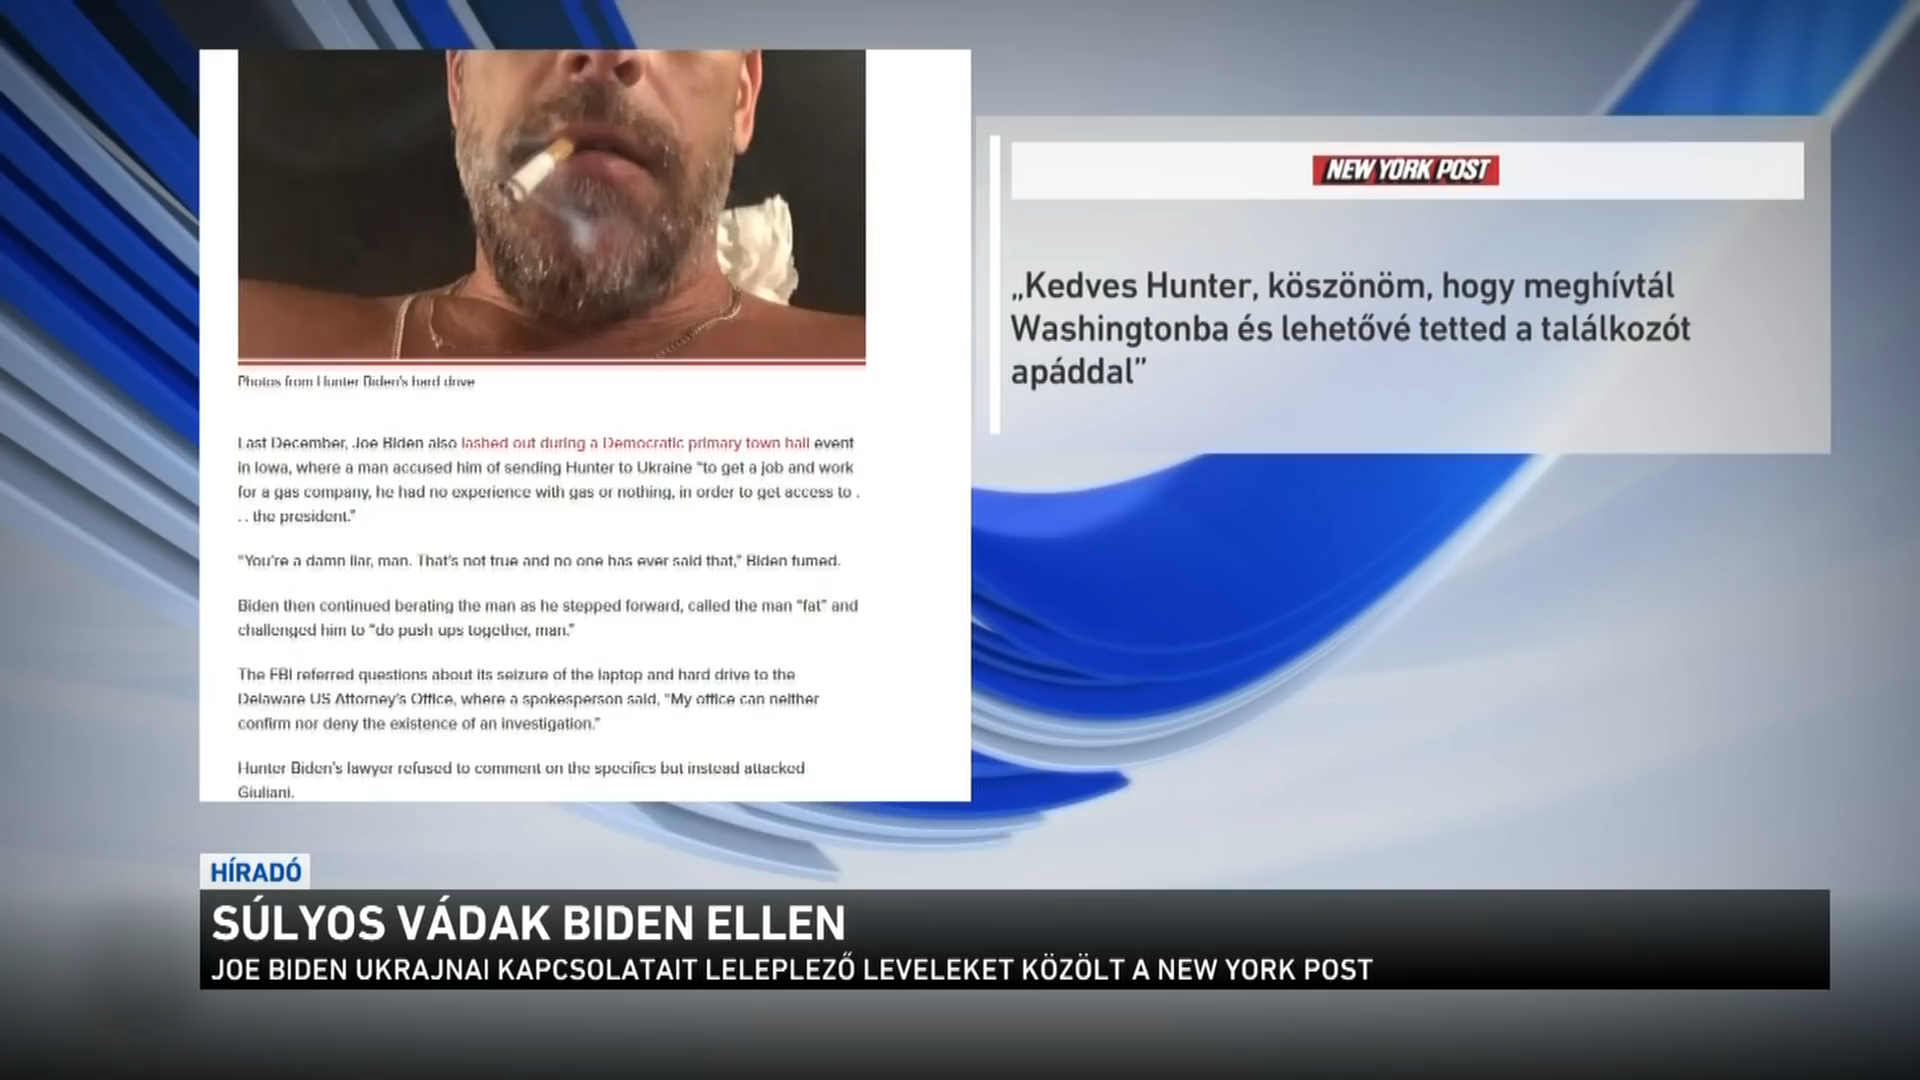 Photos from Hunter Biden's hard drive
Last December, Joe Biden also lashed out during a Democratic primary town hall event
in Iowa, where a man accused him of sending Hunter to Ukraine "to get a job and work
for a gas company, he had no experience with gas or nothing, in order to get access to .
. . the president."
"You're a damn liar, man. That's not true and no one has ever said that," Biden fumed.
Biden then continued berating the man as he stepped forward, called the man "fat" and
challenged him to "do push ups together, man."
The FBI referred questions about its seizure of the laptop and hard drive to the
Delaware US Attorney's Office, where a spokesperson said, "My office can neither
confirm nor deny the existence of an investigation."
Hunter Biden's lawyer refused to comment on the specifics but instead attacked
Giuliani.
NEW YORK POST
„Kedves Hunter, köszönöm, hogy meghívtál
Washingtonba és lehetővé tetted a találkozót
apáddal”
HÍRADÓ
SÚLYOS VÁDAK BIDEN ELLEN
JOE BIDEN UKRAJNAI KAPCSOLATAIT LELEPLEZŐ LEVELEKET KÖZÖLT A NEW YORK POST